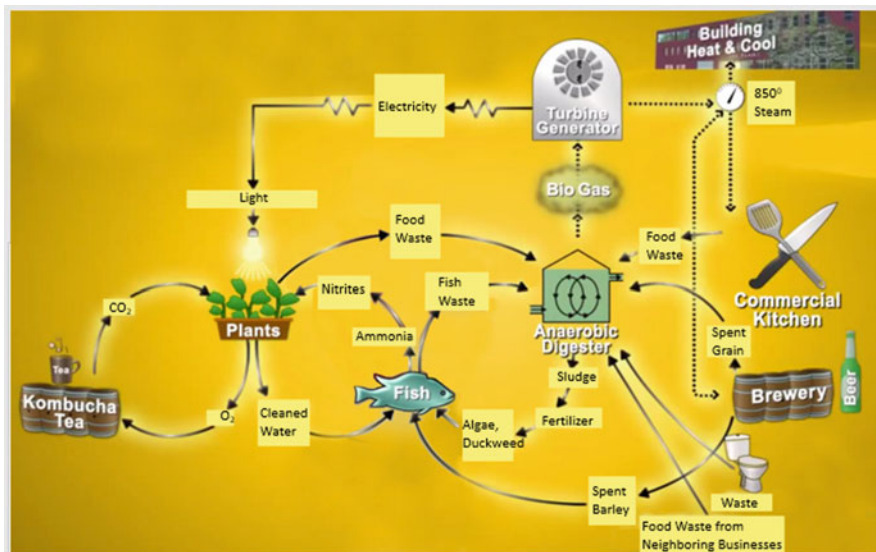 Building
Heat & Cool
850⁰
Steam
Electricity
Turbine
Generator
Bio Gas
Light
Food
Waste
Food
Waste
Nitrites
Fish
Waste
CO₂
Plants
Ammonia
Anaerobic
Digester
Commercial
Kitchen
Spent
Grain
Tea
Kombucha
Tea
O₂
Cleaned
Water
Fish
Sludge
Algae,
Duckweed
Fertilizer
Brewery
Beer
Spent
Barley
Waste
Food Waste from
Neighboring Businesses